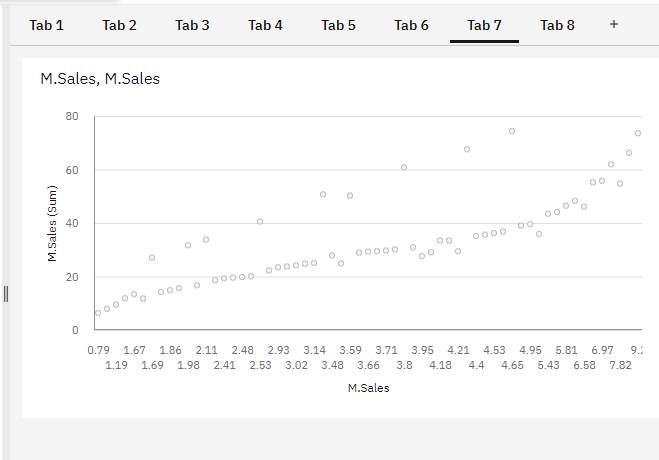 Tab 1 Tab 2 Tab 3 Tab 4 Tab 5 Tab 6 Tab 7 Tab 8 +
M.Sales, M.Sales
80
60
40
20
0
M.Sales (Sum)
0.79 1.67 1.86 2.11 2.48 2.93 3.14 3.59 3.71 3.95 4.21 4.53 4.95 5.81 6.97
1.19 1.69 1.98 2.41 2.53 3.02 3.48 3.66 3.8 4.18 4.4 4.65 5.43 6.58 7.82
M.Sales